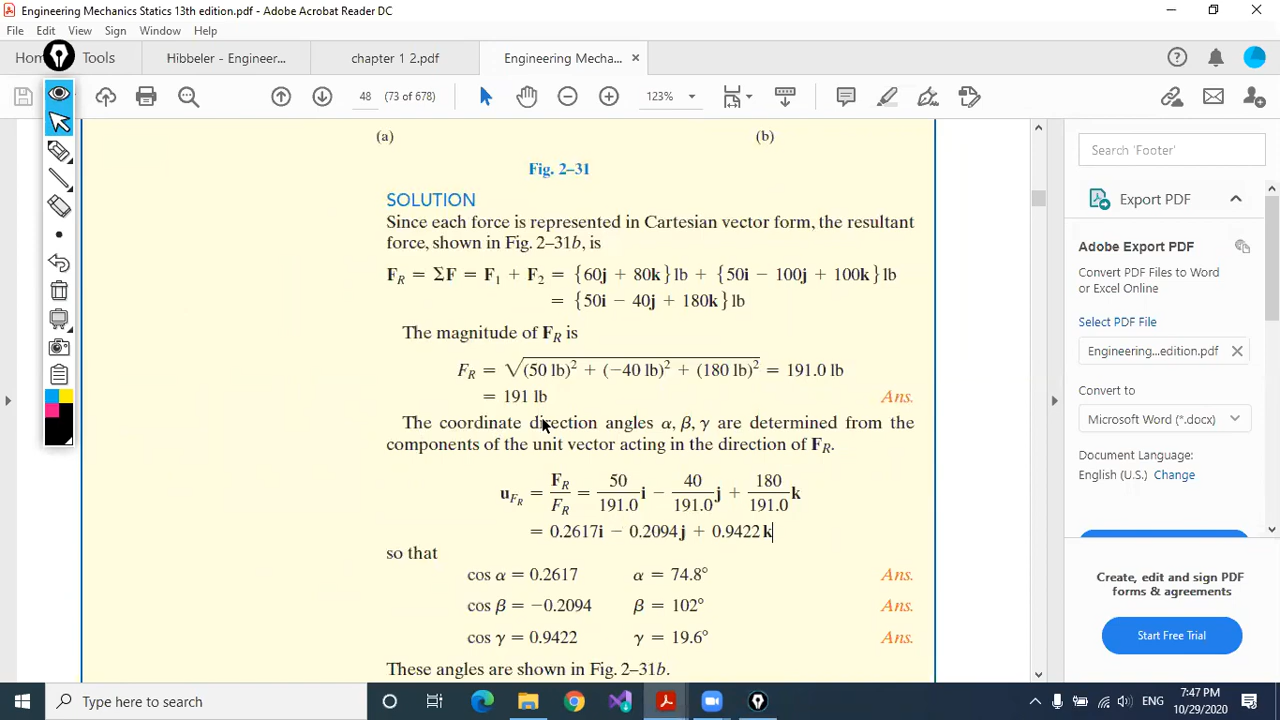 Engineering Mechanics Statics 13th edition.pdf - Adobe Acrobat Reader DC
File Edit View Sign Window Help
Tools Hibbeler - Engineer... chapter 1 2.pdf Engineering Mecha... ×
48 (73 of 678) 123%
(a) (b)
Fig. 2–31
SOLUTION
Since each force is represented in Cartesian vector form, the resultant
force, shown in Fig. 2–31b, is
F_R = ΣF = F_1 + F_2 = {60j + 80k} lb + {50i − 100j + 100k} lb
= {50i − 40j + 180k} lb
The magnitude of F_R is
F_R = √(50 lb)² + (−40 lb)² + (180 lb)² = 191.0 lb
= 191 lb Ans.
The coordinate direction angles α, β, γ are determined from the
components of the unit vector acting in the direction of F_R.
u_F_R = F_R/F_R = 50/191.0 i − 40/191.0 j + 180/191.0 k
= 0.2617i − 0.2094j + 0.9422k
so that
cos α = 0.2617 α = 74.8° Ans.
cos β = −0.2094 β = 102° Ans.
cos γ = 0.9422 γ = 19.6° Ans.
These angles are shown in Fig. 2–31b.
Search 'Footer'
Export PDF
Adobe Export PDF
Convert PDF Files to Word
or Excel Online
Select PDF File
Engineering...edition.pdf ×
Convert to
Microsoft Word (*.docx)
Document Language:
English (U.S.) Change
Create, edit and sign PDF
forms & agreements
Start Free Trial
Type here to search
ENG
7:47 PM
10/29/2020